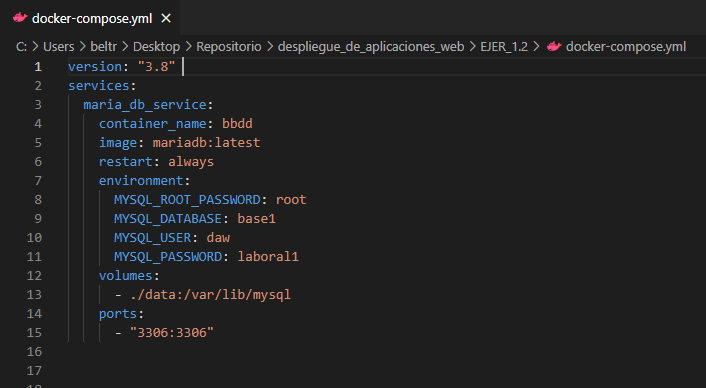 docker-compose.yml ×
C: > Users > beltr > Desktop > Repositorio > despliegue_de_aplicaciones_web > EJER_1.2 > docker-compose.yml
1 version: "3.8"
2 services:
3 maria_db_service:
4 container_name: bbdd
5 image: mariadb:latest
6 restart: always
7 environment:
8 MYSQL_ROOT_PASSWORD: root
9 MYSQL_DATABASE: base1
10 MYSQL_USER: daw
11 MYSQL_PASSWORD: laboral1
12 volumes:
13 - ./data:/var/lib/mysql
14 ports:
15 - "3306:3306"
16
17
18